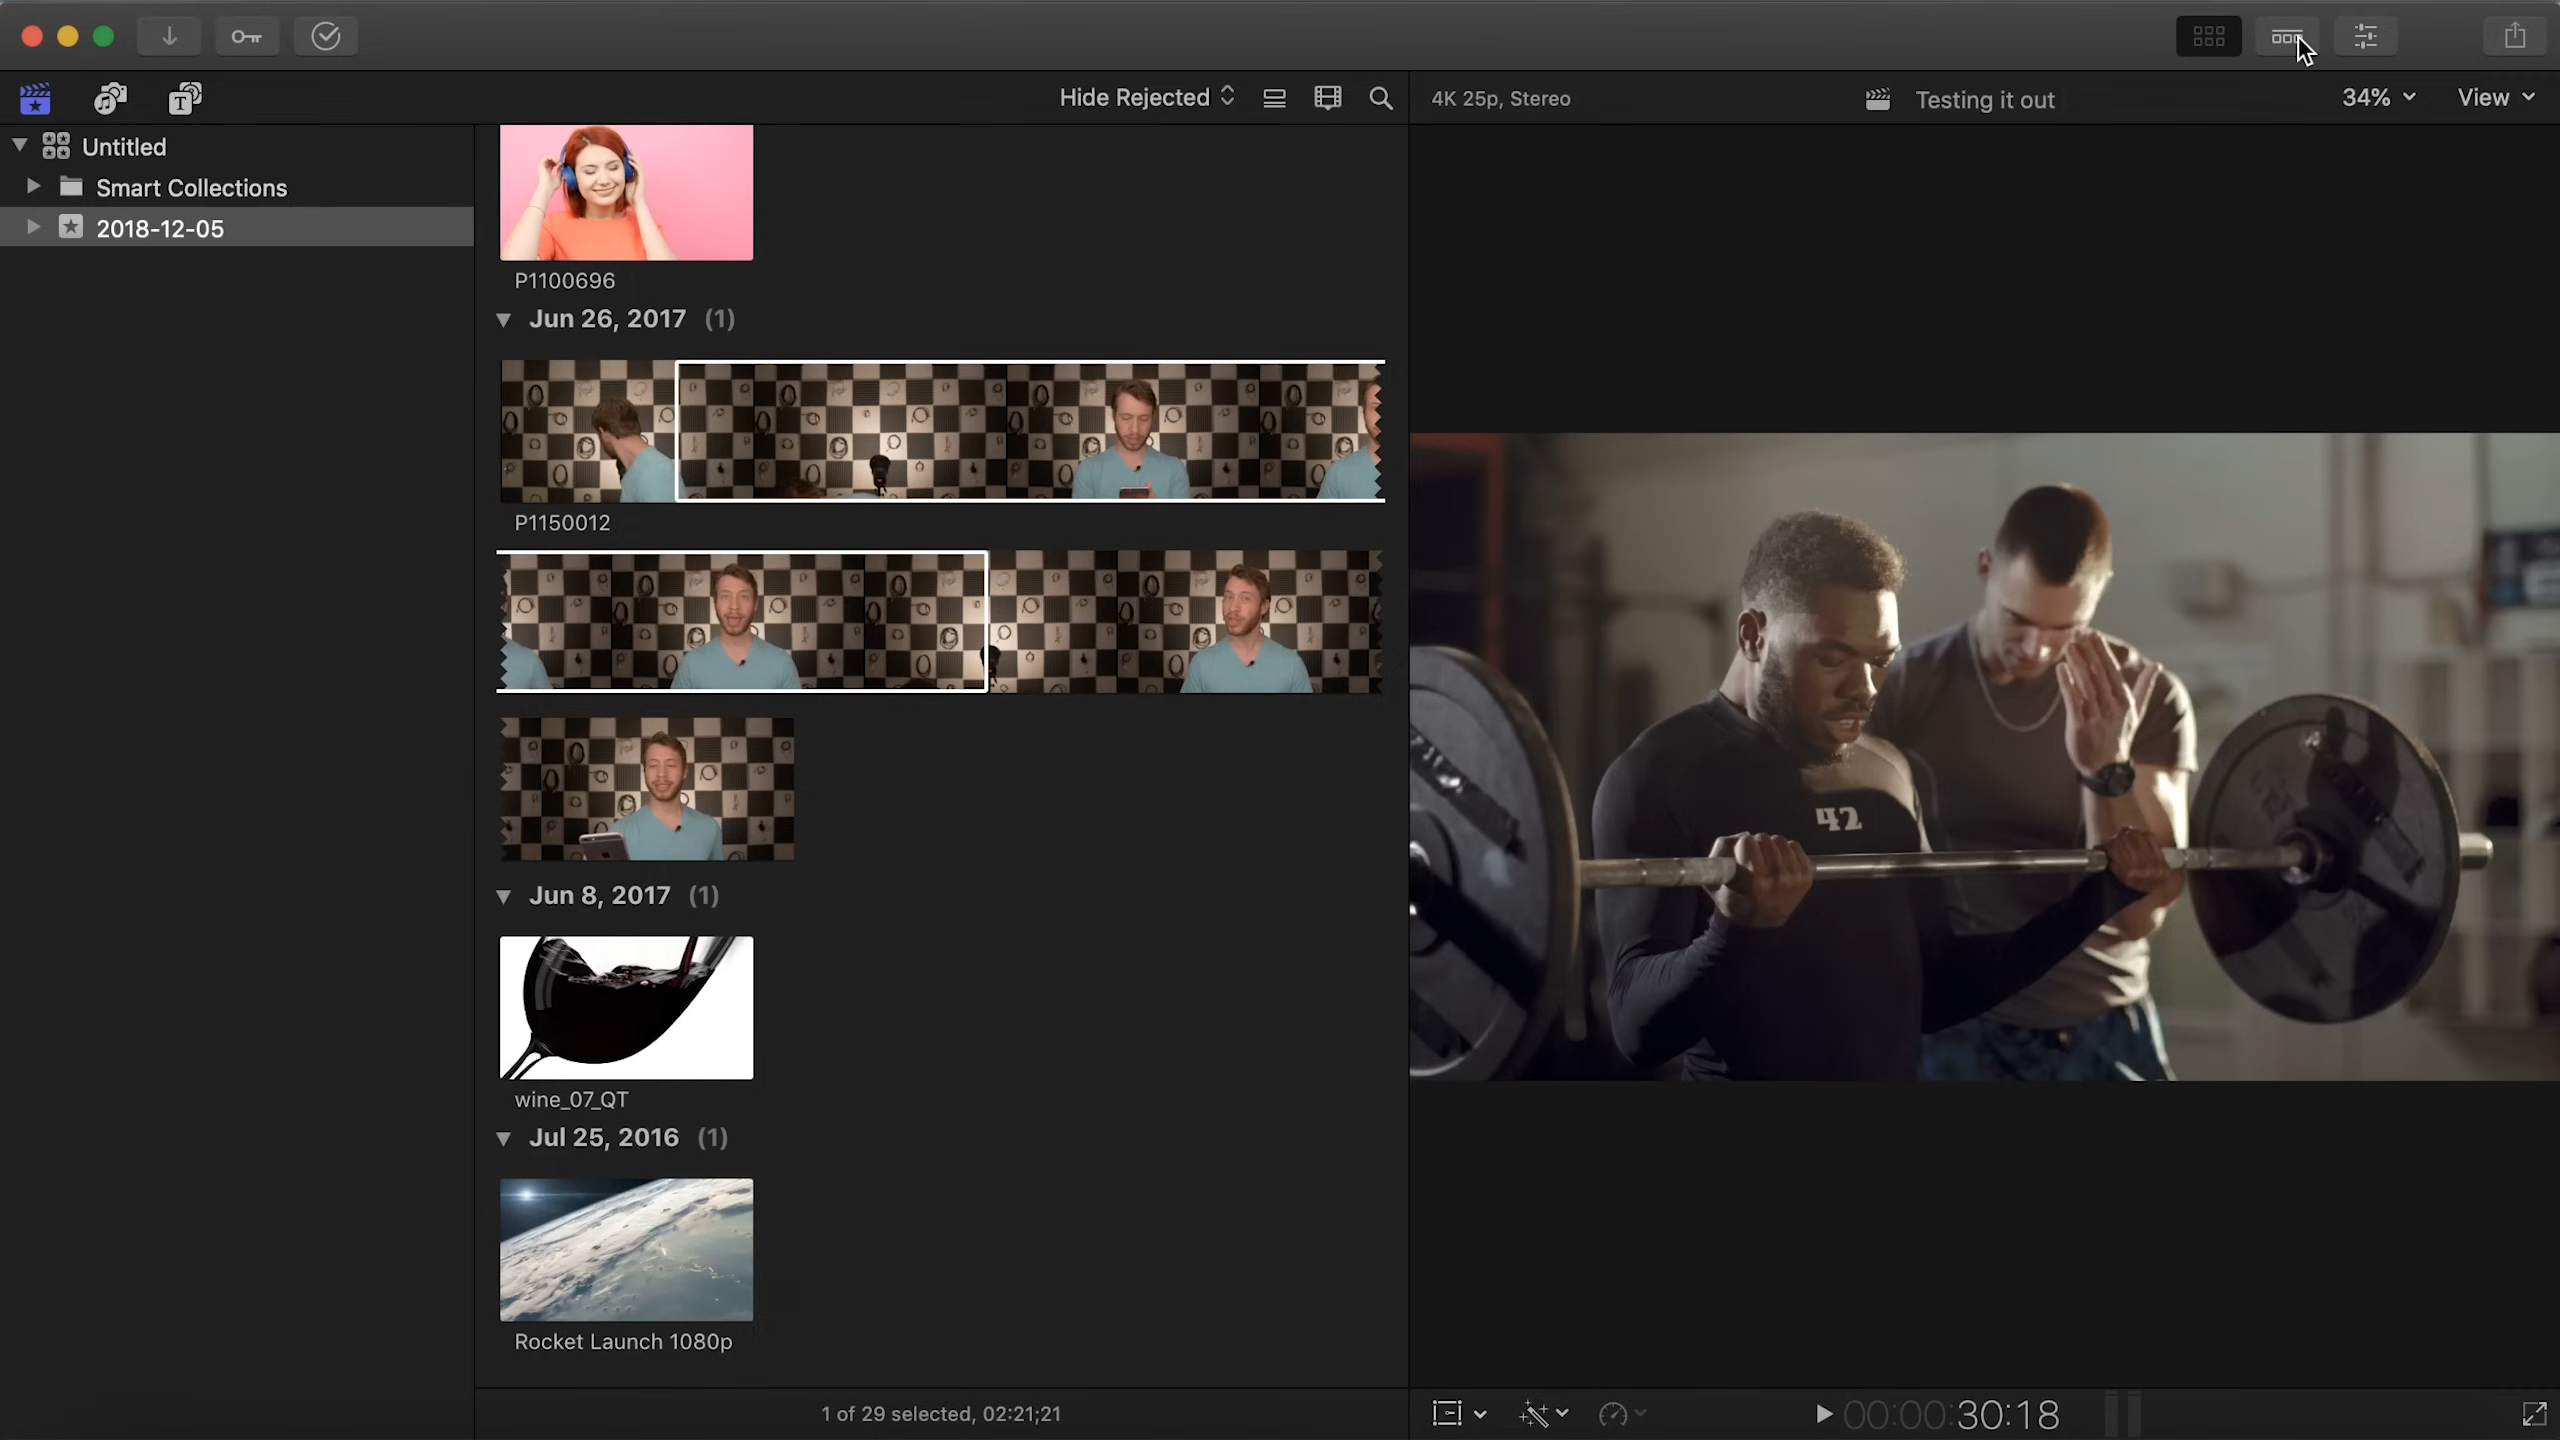 Hide Rejected
4K 25p, Stereo
Testing it out
34%
View
Untitled
Smart Collections
2018-12-05
P1100696
Jun 26, 2017 (1)
P1150012
Jun 8, 2017 (1)
wine_07_QT
Jul 25, 2016 (1)
Rocket Launch 1080p
42
1 of 29 selected, 02:21;21
00:00:30:18